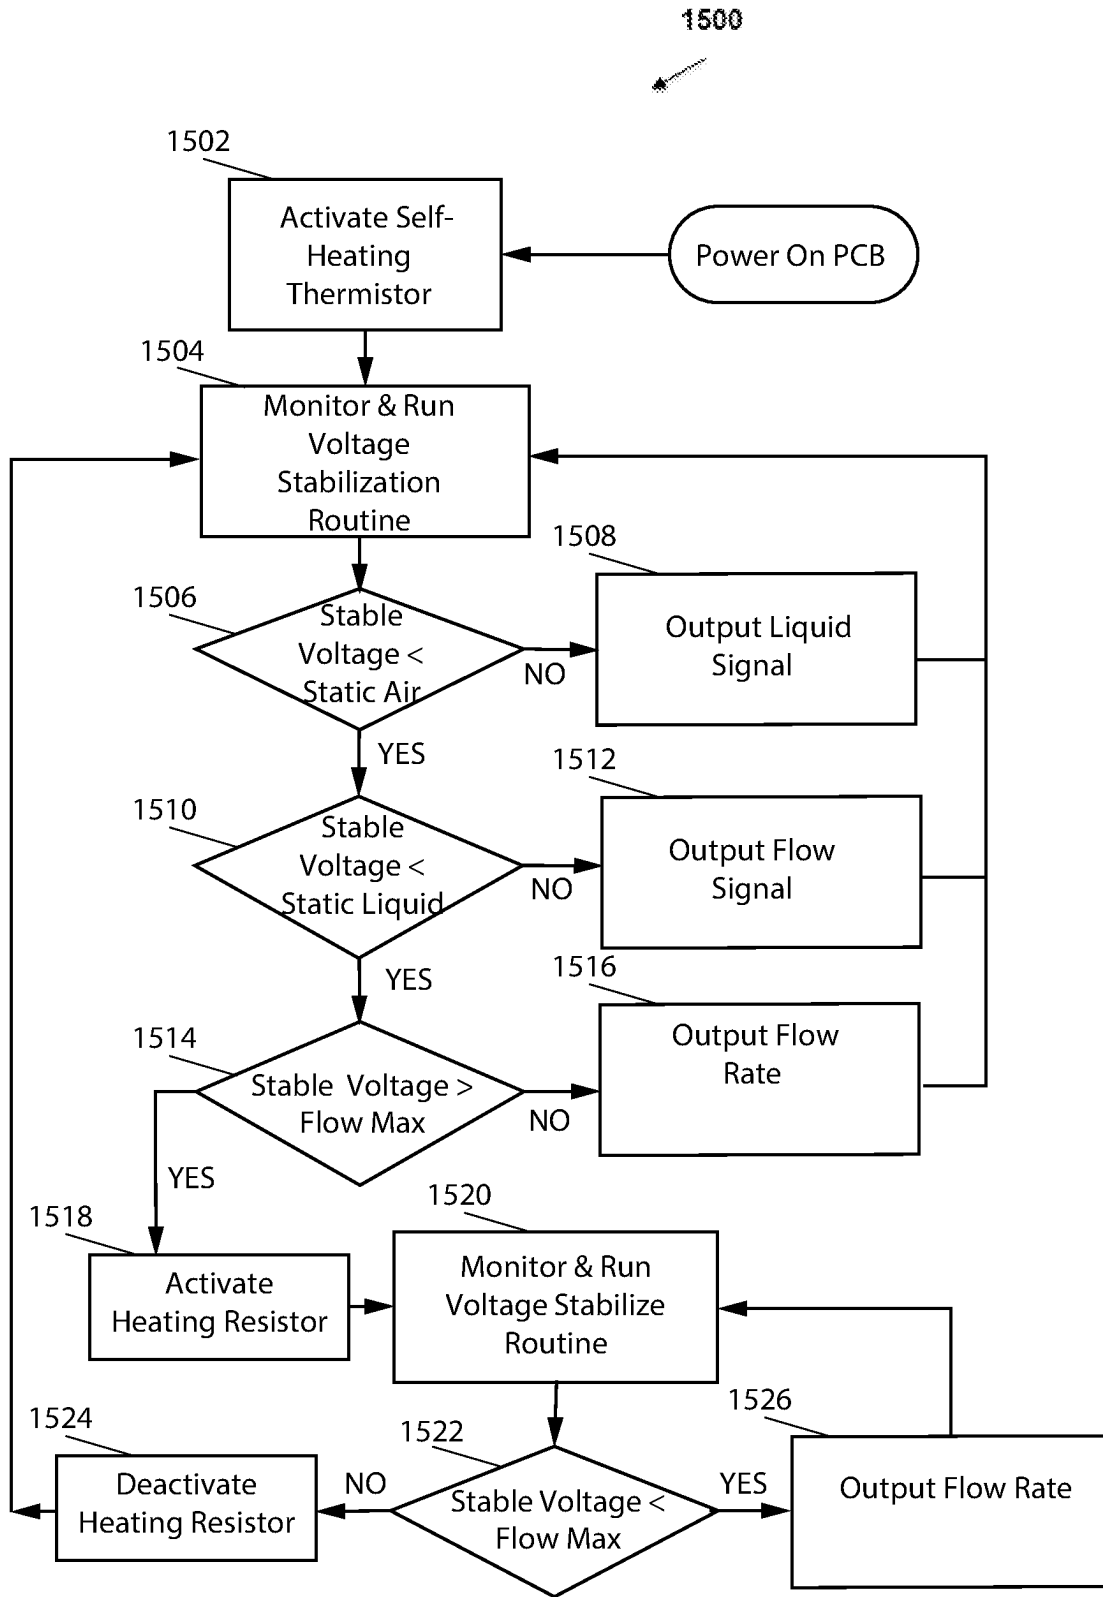 1500
1502
Activate Self-
Heating
Thermistor
Power On PCB
1504
Monitor & Run
Voltage
Stabilization
Routine
1506
Stable
Voltage <
Static Air
NO
YES
1508
Output Liquid
Signal
1510
Stable
Voltage <
Static Liquid
NO
YES
1512
Output Flow
Signal
1514
Stable Voltage >
Flow Max
NO
YES
1516
Output Flow
Rate
1518
Activate
Heating Resistor
1520
Monitor & Run
Voltage Stabilize
Routine
1522
Stable Voltage <
Flow Max
NO
YES
1524
Deactivate
Heating Resistor
1526
Output Flow Rate